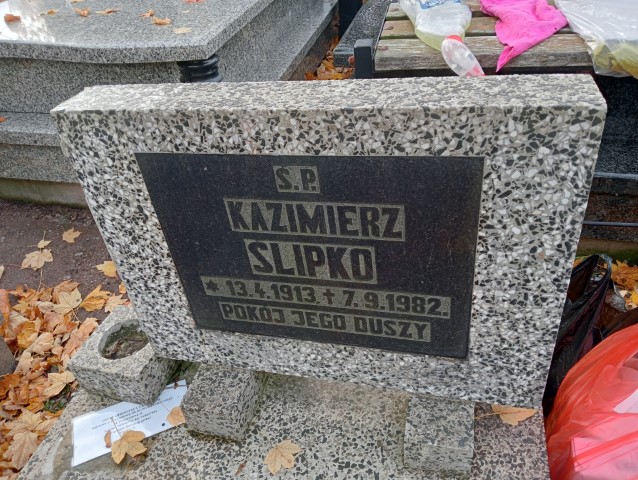 S.P.
KAZIMIERZ
SLIPKO
* 13.4.1913. ✝ 7.9.1982.
POKÓJ JEGO DUSZY